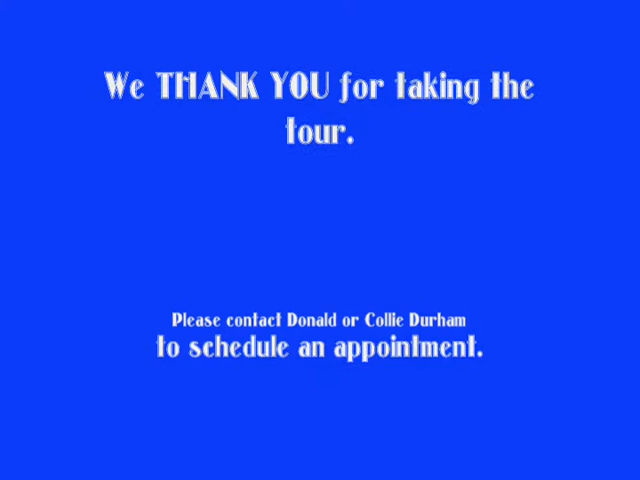 We THANK YOU for taking the
tour.
Please contact Donald or Collie Durham
to schedule an appointment.